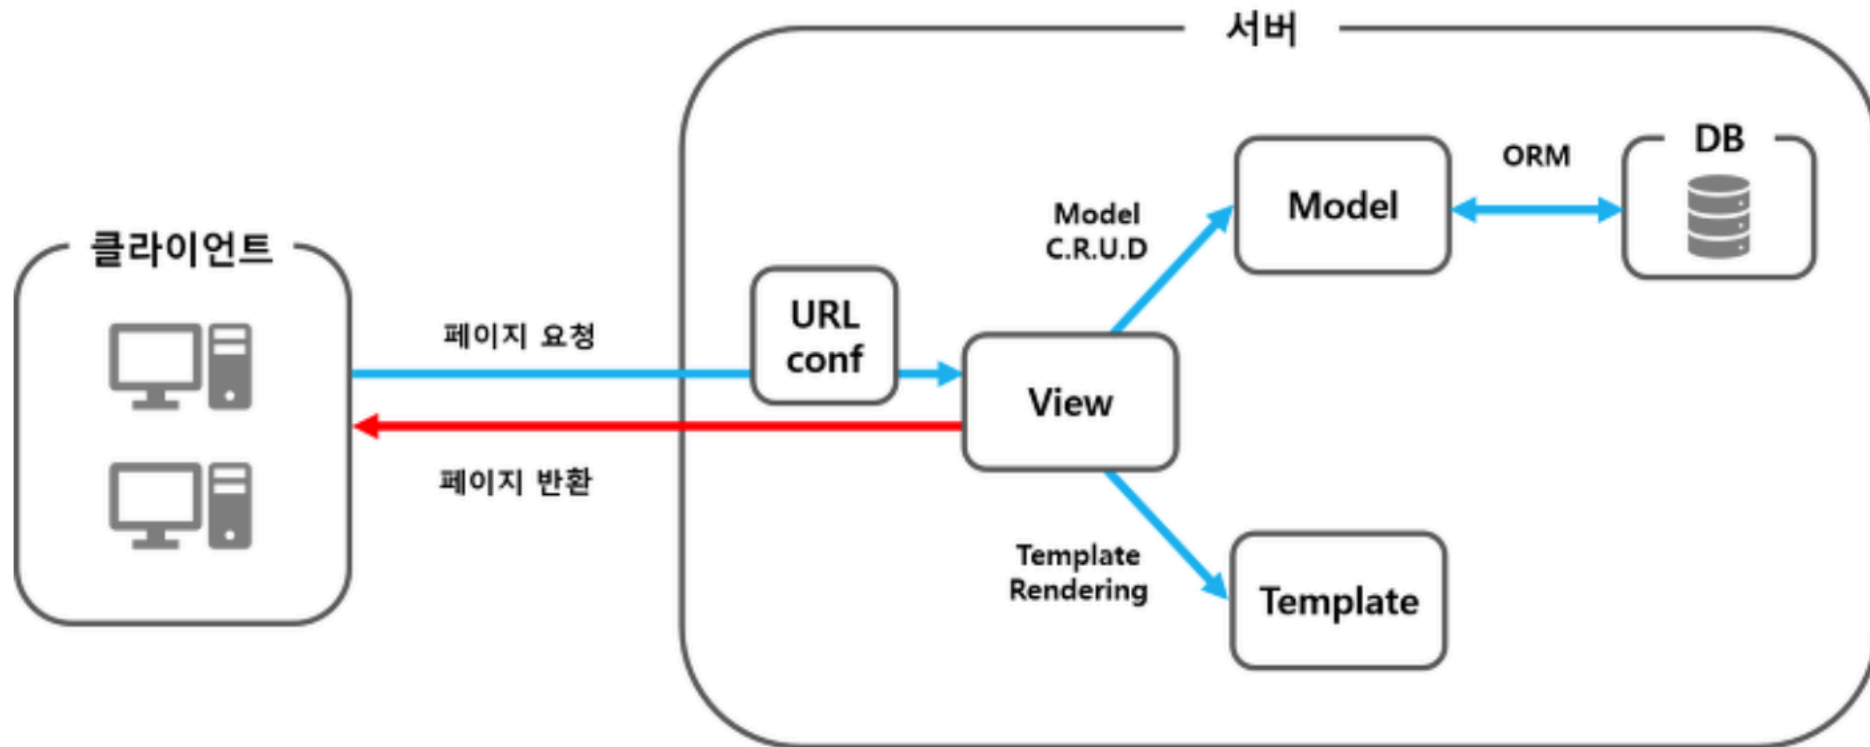 서버
클라이언트
페이지 요청
페이지 반환
URL
conf
View
Model
C.R.U.D
Model
ORM
DB
Template
Rendering
Template